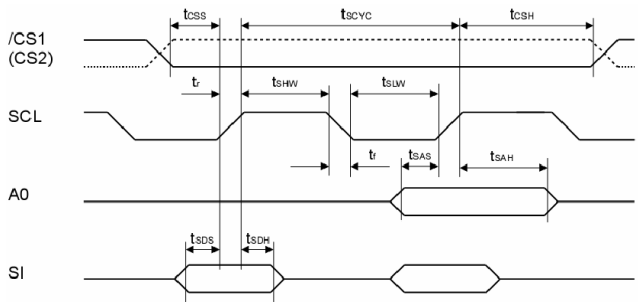 tCSS tSCYC tCSH
/CS1
(CS2)
tr tSHW tSLW
SCL
tf tSAS tSAH
A0
tSDS tSDH
SI